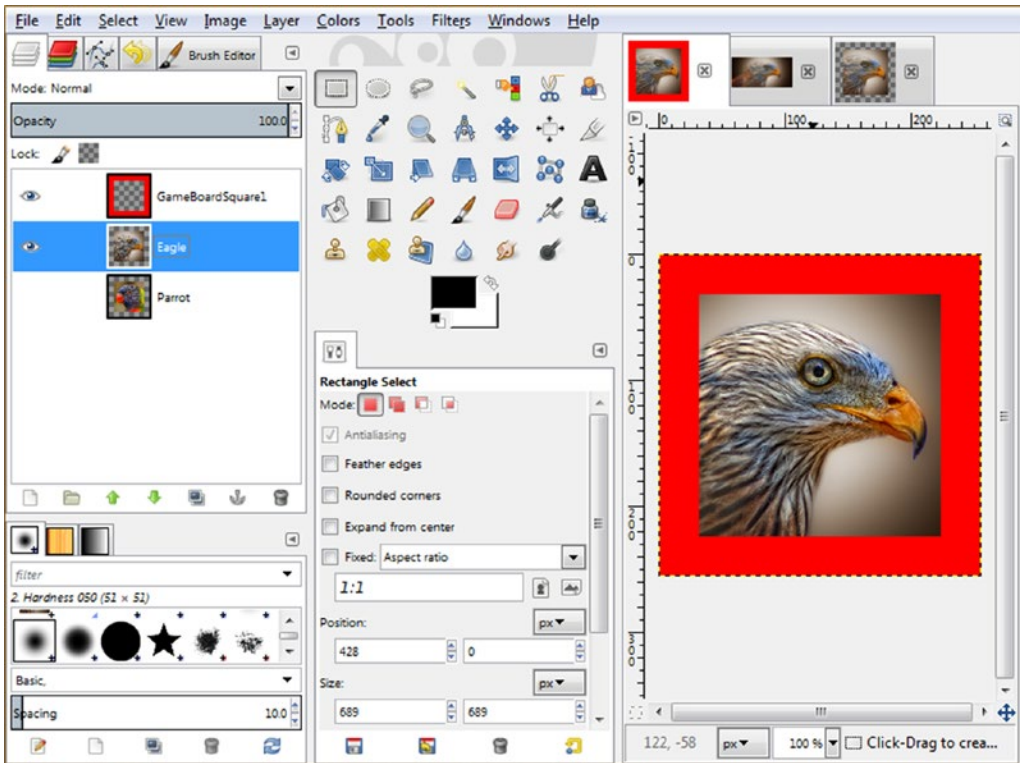 File Edit Select View Image Layer Colors Tools Filters Windows Help
Brush Editor
Mode: Normal
Opacity 100.0
Lock:
GameBoardSquare1
Eagle
Parrot
filter
2. Hardness 050 (51 × 51)
Basic,
Spacing 10.0
Rectangle Select
Mode:
Antialiasing
Feather edges
Rounded corners
Expand from center
Fixed: Aspect ratio
1:1
Position: px
428 0
Size: px
689 689
0 100 200
100
0
100
200
300
122, -58 px 100 % Click-Drag to crea...